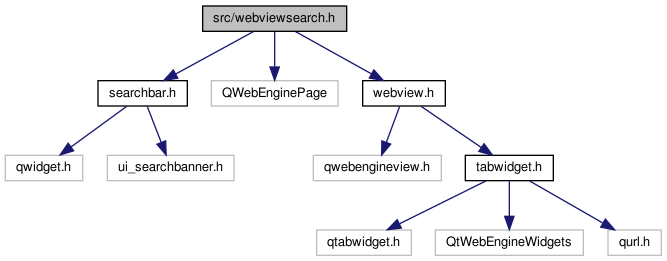 src/webviewsearch.h
searchbar.h
QWebEnginePage
webview.h
qwidget.h
ui_searchbanner.h
qwebengineview.h
tabwidget.h
qtabwidget.h
QtWebEngineWidgets
qurl.h